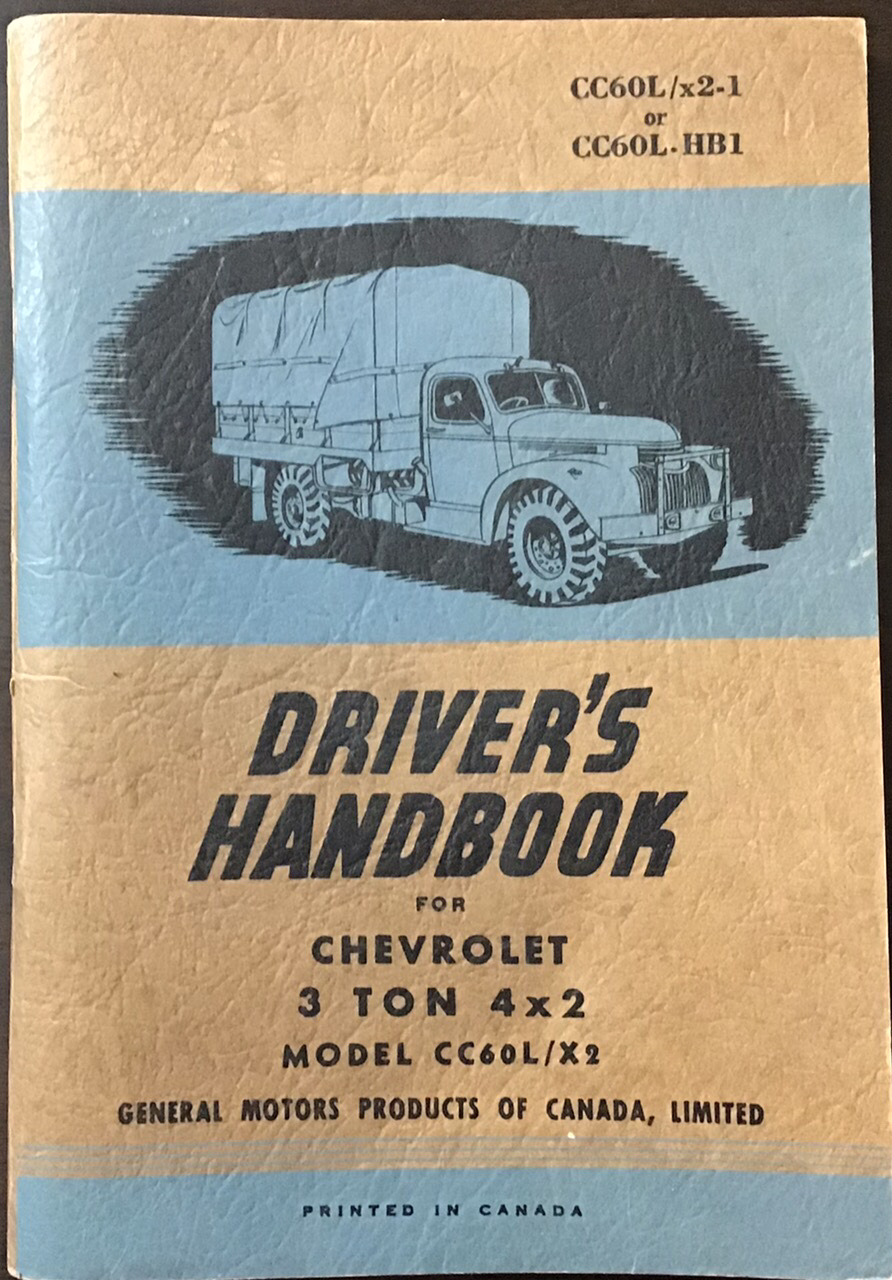 CC60L/x2-1
or
CC60L-HB1
DRIVER'S
HANDBOOK
FOR
CHEVROLET
3 TON 4x2
MODEL CC60L/X2
GENERAL MOTORS PRODUCTS OF CANADA, LIMITED
PRINTED IN CANADA